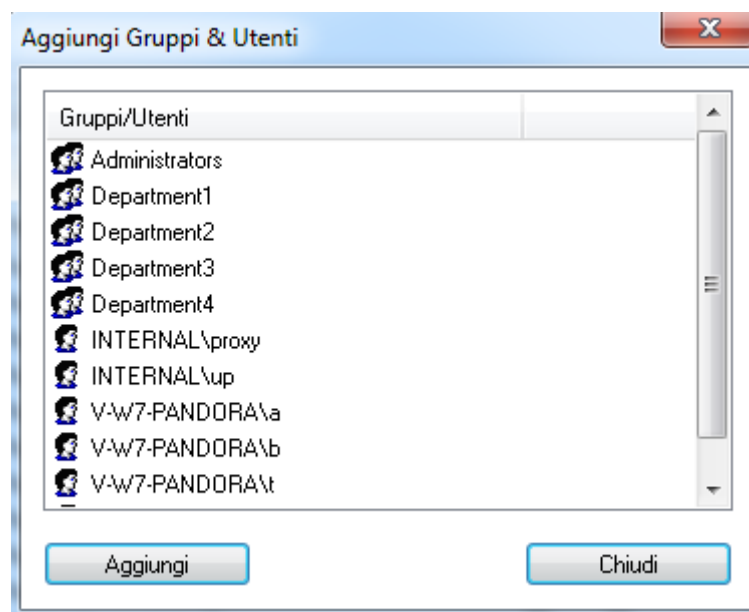 Aggiungi Gruppi & Utenti
Gruppi/Utenti
Administrators
Department1
Department2
Department3
Department4
INTERNAL\proxy
INTERNAL\up
V-W7-PANDORA\a
V-W7-PANDORA\b
V-W7-PANDORA\t
Aggiungi
Chiudi